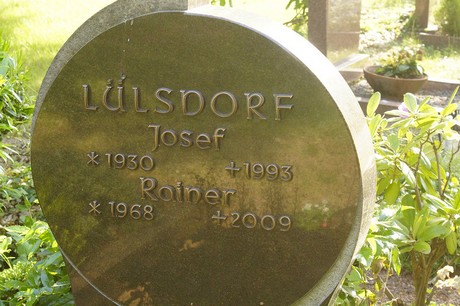 LÜLSDORF
Josef
* 1930 + 1993
Rainer
* 1968 + 2009